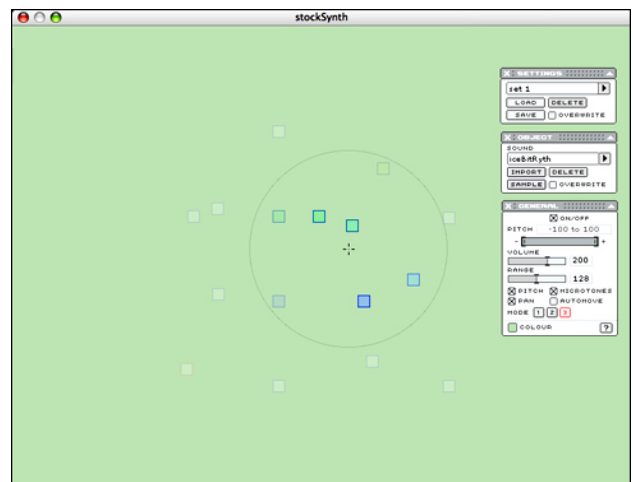 stockSynth
SETTINGS
set 1
LOAD DELETE
SAVE OVERWRITE
OBJECT
SOUND
iceBitRyth
IMPORT DELETE
SAMPLE OVERWRITE
GENERAL
ON/OFF
PITCH -100 to 100
- +
VOLUME
200
RANGE
128
PITCH MICROTONES
PAN AUTOMOVE
MODE 1 2 3
COLOUR ?